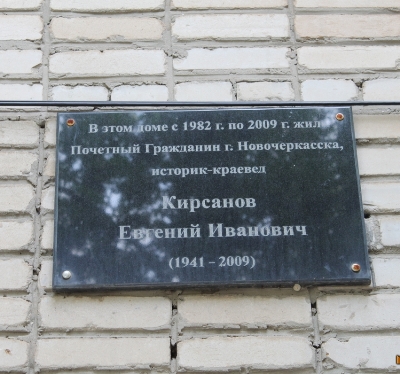 В этом доме с 1982 г. по 2009 г. жил
Почетный Гражданин г. Новочеркасска,
историк-краевед
Кирсанов
Евгений Иванович
(1941 – 2009)